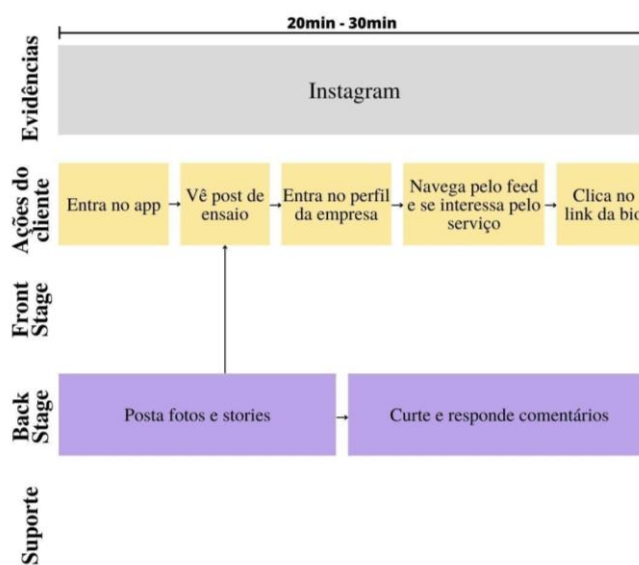 20min - 30min
Evidências
Instagram
Ações do
cliente
Entra no app
Vê post de
ensaio
Entra no perfil
da empresa
Navega pelo feed
e se interessa pelo
serviço
Clica no
link da bio
Front
Stage
Back
Stage
Posta fotos e stories
Curte e responde comentários
Suporte